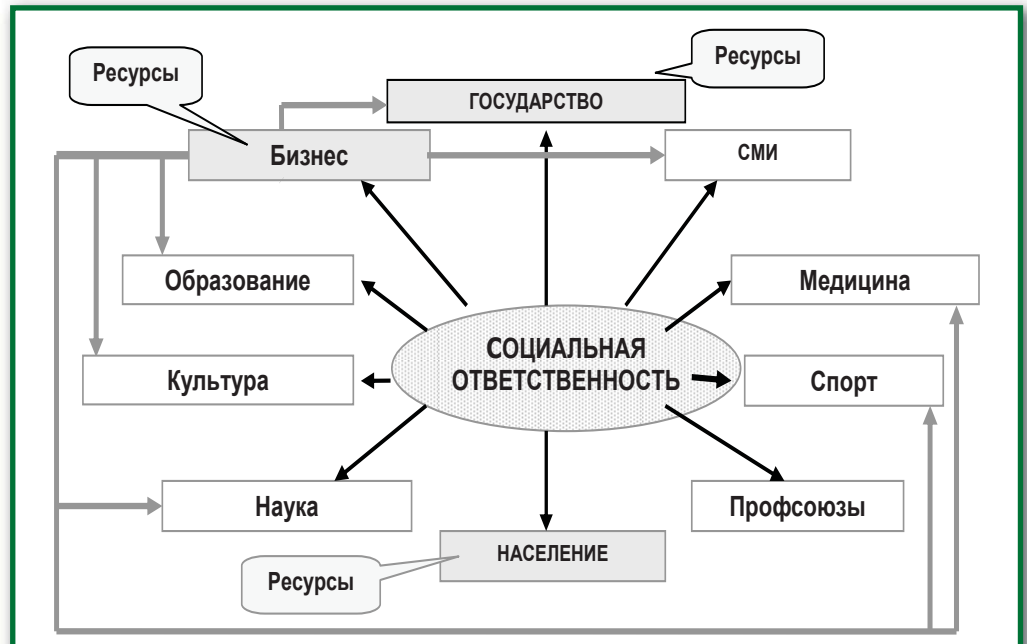 Ресурсы
Ресурсы
ГОСУДАРСТВО
Бизнес
СМИ
Образование
Медицина
СОЦИАЛЬНАЯ
ОТВЕТСТВЕННОСТЬ
Культура
Спорт
Наука
Профсоюзы
НАСЕЛЕНИЕ
Ресурсы